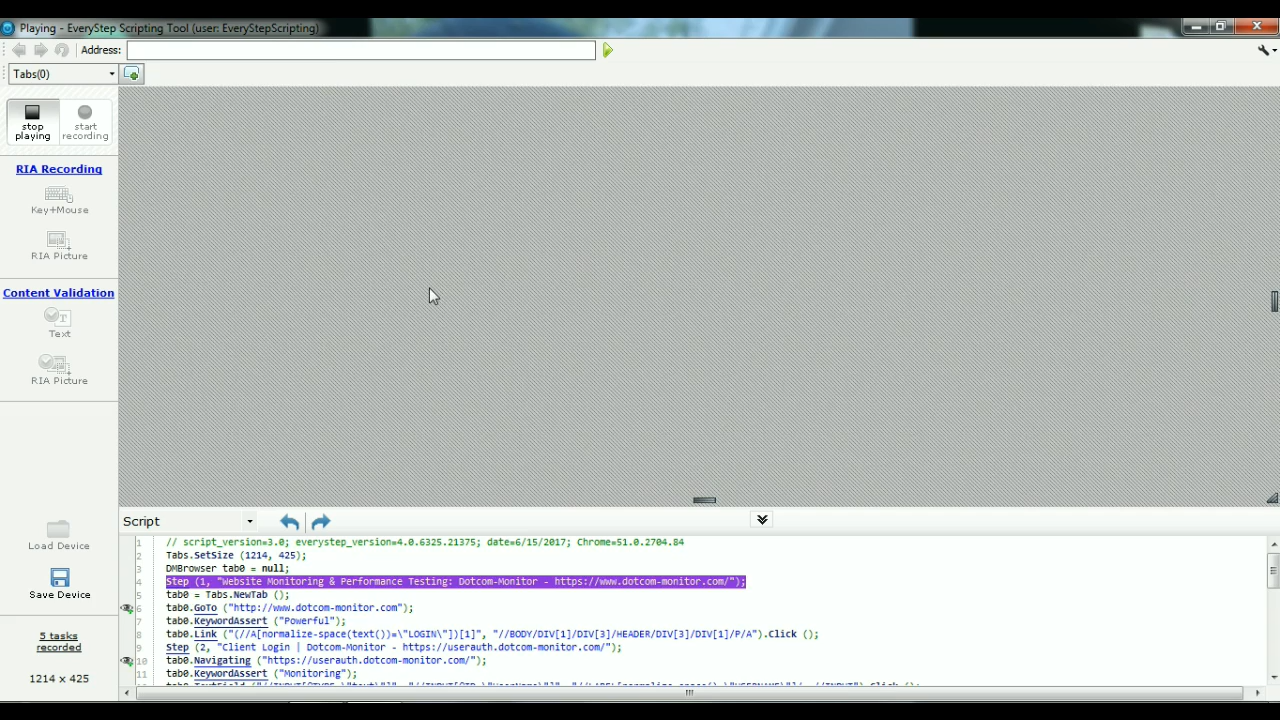 Playing - EveryStep Scripting Tool (user: EveryStepScripting)
Address:
Tabs(0)
stop playing
start recording
RIA Recording
Key+Mouse
RIA Picture
Content Validation
Text
RIA Picture
Load Device
Save Device
5 tasks recorded
1214 x 425
Script
1 // script_version=3.0; everystep_version=4.0.6325.21375; date=6/15/2017; Chrome=51.0.2704.84
2 Tabs.SetSize (1214, 425);
3 DMBrowser tab0 = null;
4 Step (1, "Website Monitoring & Performance Testing: Dotcom-Monitor - https://www.dotcom-monitor.com/");
5 tab0 = Tabs.NewTab ();
6 tab0.GoTo ("http://www.dotcom-monitor.com");
7 tab0.KeywordAssert ("Powerful");
8 tab0.Link ("(//A[normalize-space(text())=\"LOGIN\"])[1]", "//BODY/DIV[1]/DIV[3]/HEADER/DIV[3]/DIV[1]/P/A").Click ();
9 Step (2, "Client Login | Dotcom-Monitor - https://userauth.dotcom-monitor.com/");
10 tab0.Navigating ("https://userauth.dotcom-monitor.com/");
11 tab0.KeywordAssert ("Monitoring");